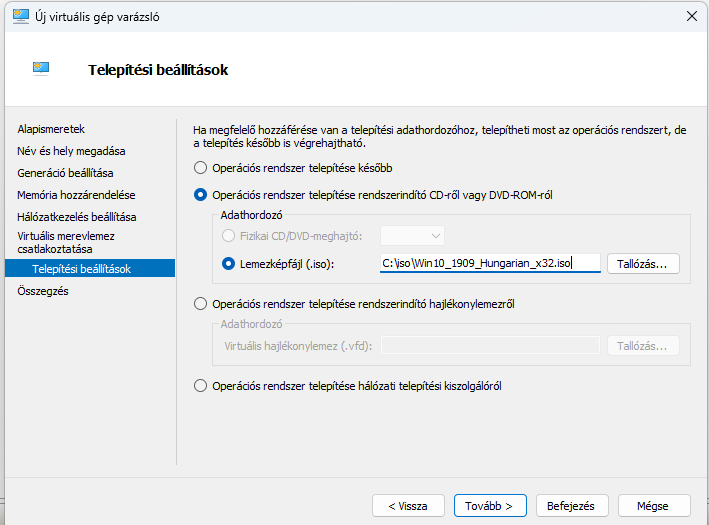 Új virtuális gép varázsló
Telepítési beállítások
Alapismeretek
Név és hely megadása
Generáció beállítása
Memória hozzárendelése
Hálózatkezelés beállítása
Virtuális merevlemez
csatlakoztatása
Telepítési beállítások
Összegzés
Ha megfelelő hozzáférése van a telepítési adathordozóhoz, telepítheti most az operációs rendszert, de
a telepítés később is végrehajtható.
Operációs rendszer telepítése később
Operációs rendszer telepítése rendszerindító CD-ről vagy DVD-ROM-ról
Adathordozó
Fizikai CD/DVD-meghajtó:
Lemezképfájl (.iso): C:\iso\Win10_1909_Hungarian_x32.iso Tallózás...
Operációs rendszer telepítése rendszerindító hajlékonylemezről
Adathordozó
Virtuális hajlékonylemez (.vfd): Tallózás...
Operációs rendszer telepítése hálózati telepítési kiszolgálóról
< Vissza Tovább > Befejezés Mégse